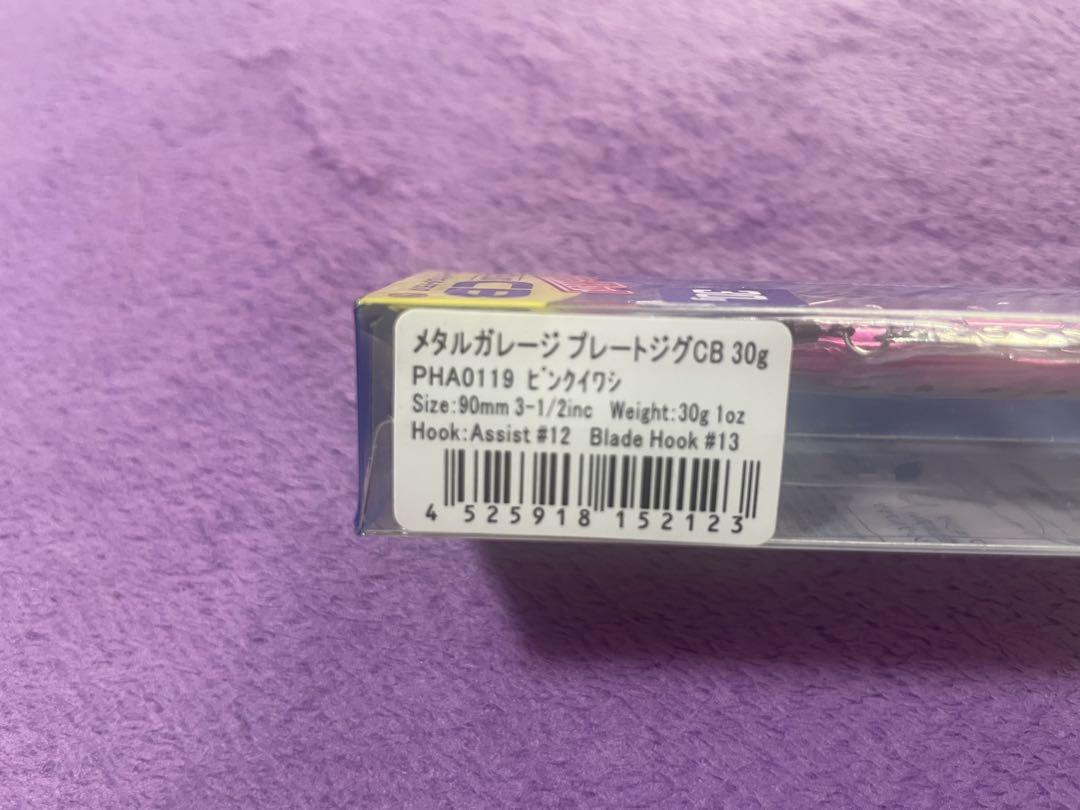 メタルガレージ プレートジグCB 30g
PHA0119 ピンクイワシ
Size:90mm 3-1/2inc Weight:30g 1oz
Hook:Assist #12 Blade Hook #13
4 525918 152123